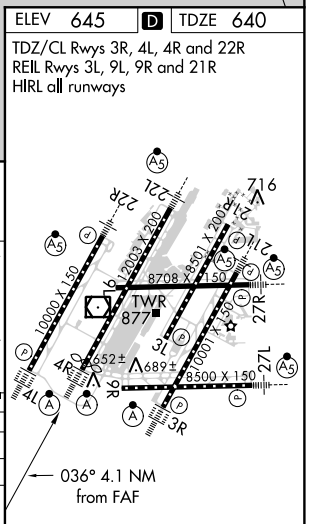 ELEV 645 D TDZE 640
TDZ/CL Rwys 3R, 4L, 4R and 22R
REIL Rwys 3L, 9L, 9R and 21R
HIRL all runways
A5
716
22R
22L
21L
A5
P
8501 X 200
12003 X 200
10000 X 150
P
A5
A5
8708 X 150
TWR
877
27R
P
10001 X 150
3L
P
652 ±
689 ±
4R
9R
8500 X 150
27L
A5
P
P
4L
A
A
A
3R
P
036° 4.1 NM
from FAF